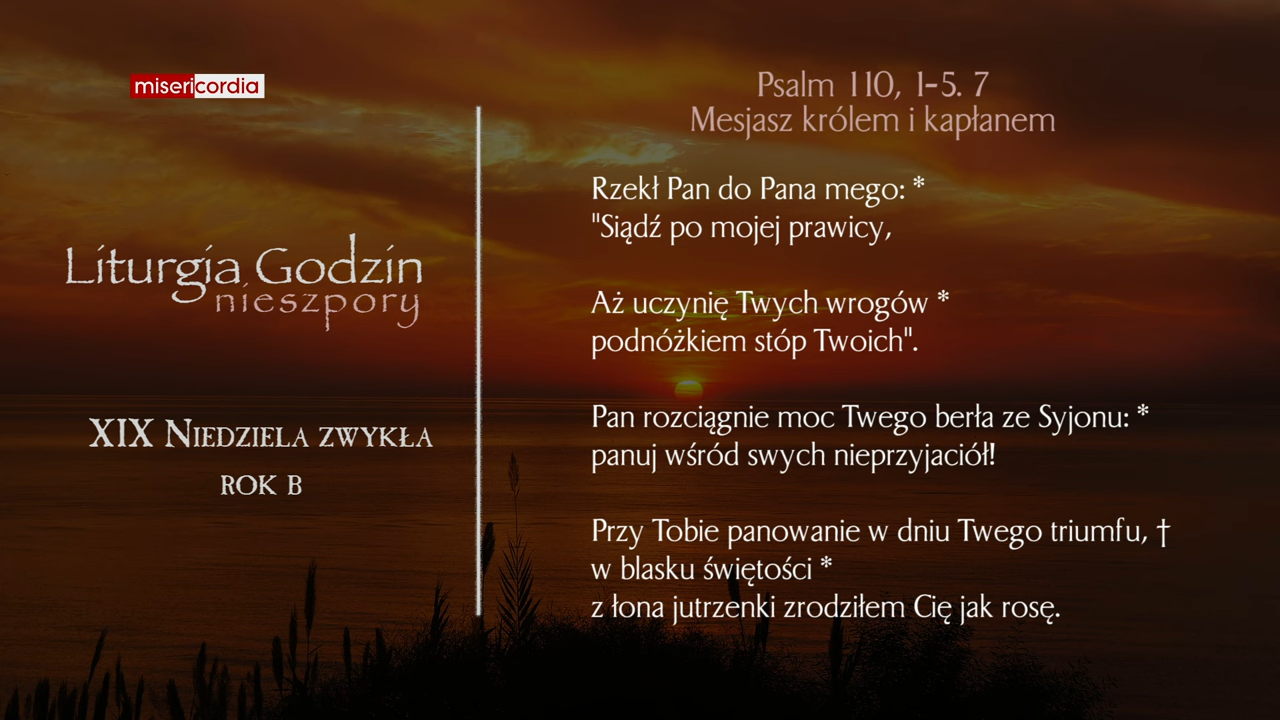 misericordia
Liturgia Godzin
nieszpory
XIX Niedziela zwykła
rok B
Psalm 110, 1-5. 7
Mesjasz królem i kapłanem
Rzekł Pan do Pana mego: *
"Siądź po mojej prawicy,
Aż uczynię Twych wrogów *
podnóżkiem stóp Twoich".
Pan rozciągnie moc Twego berła ze Syjonu: *
panuj wśród swych nieprzyjaciół!
Przy Tobie panowanie w dniu Twego triumfu, †
w blasku świętości *
z łona jutrzenki zrodziłem Cię jak rosę.